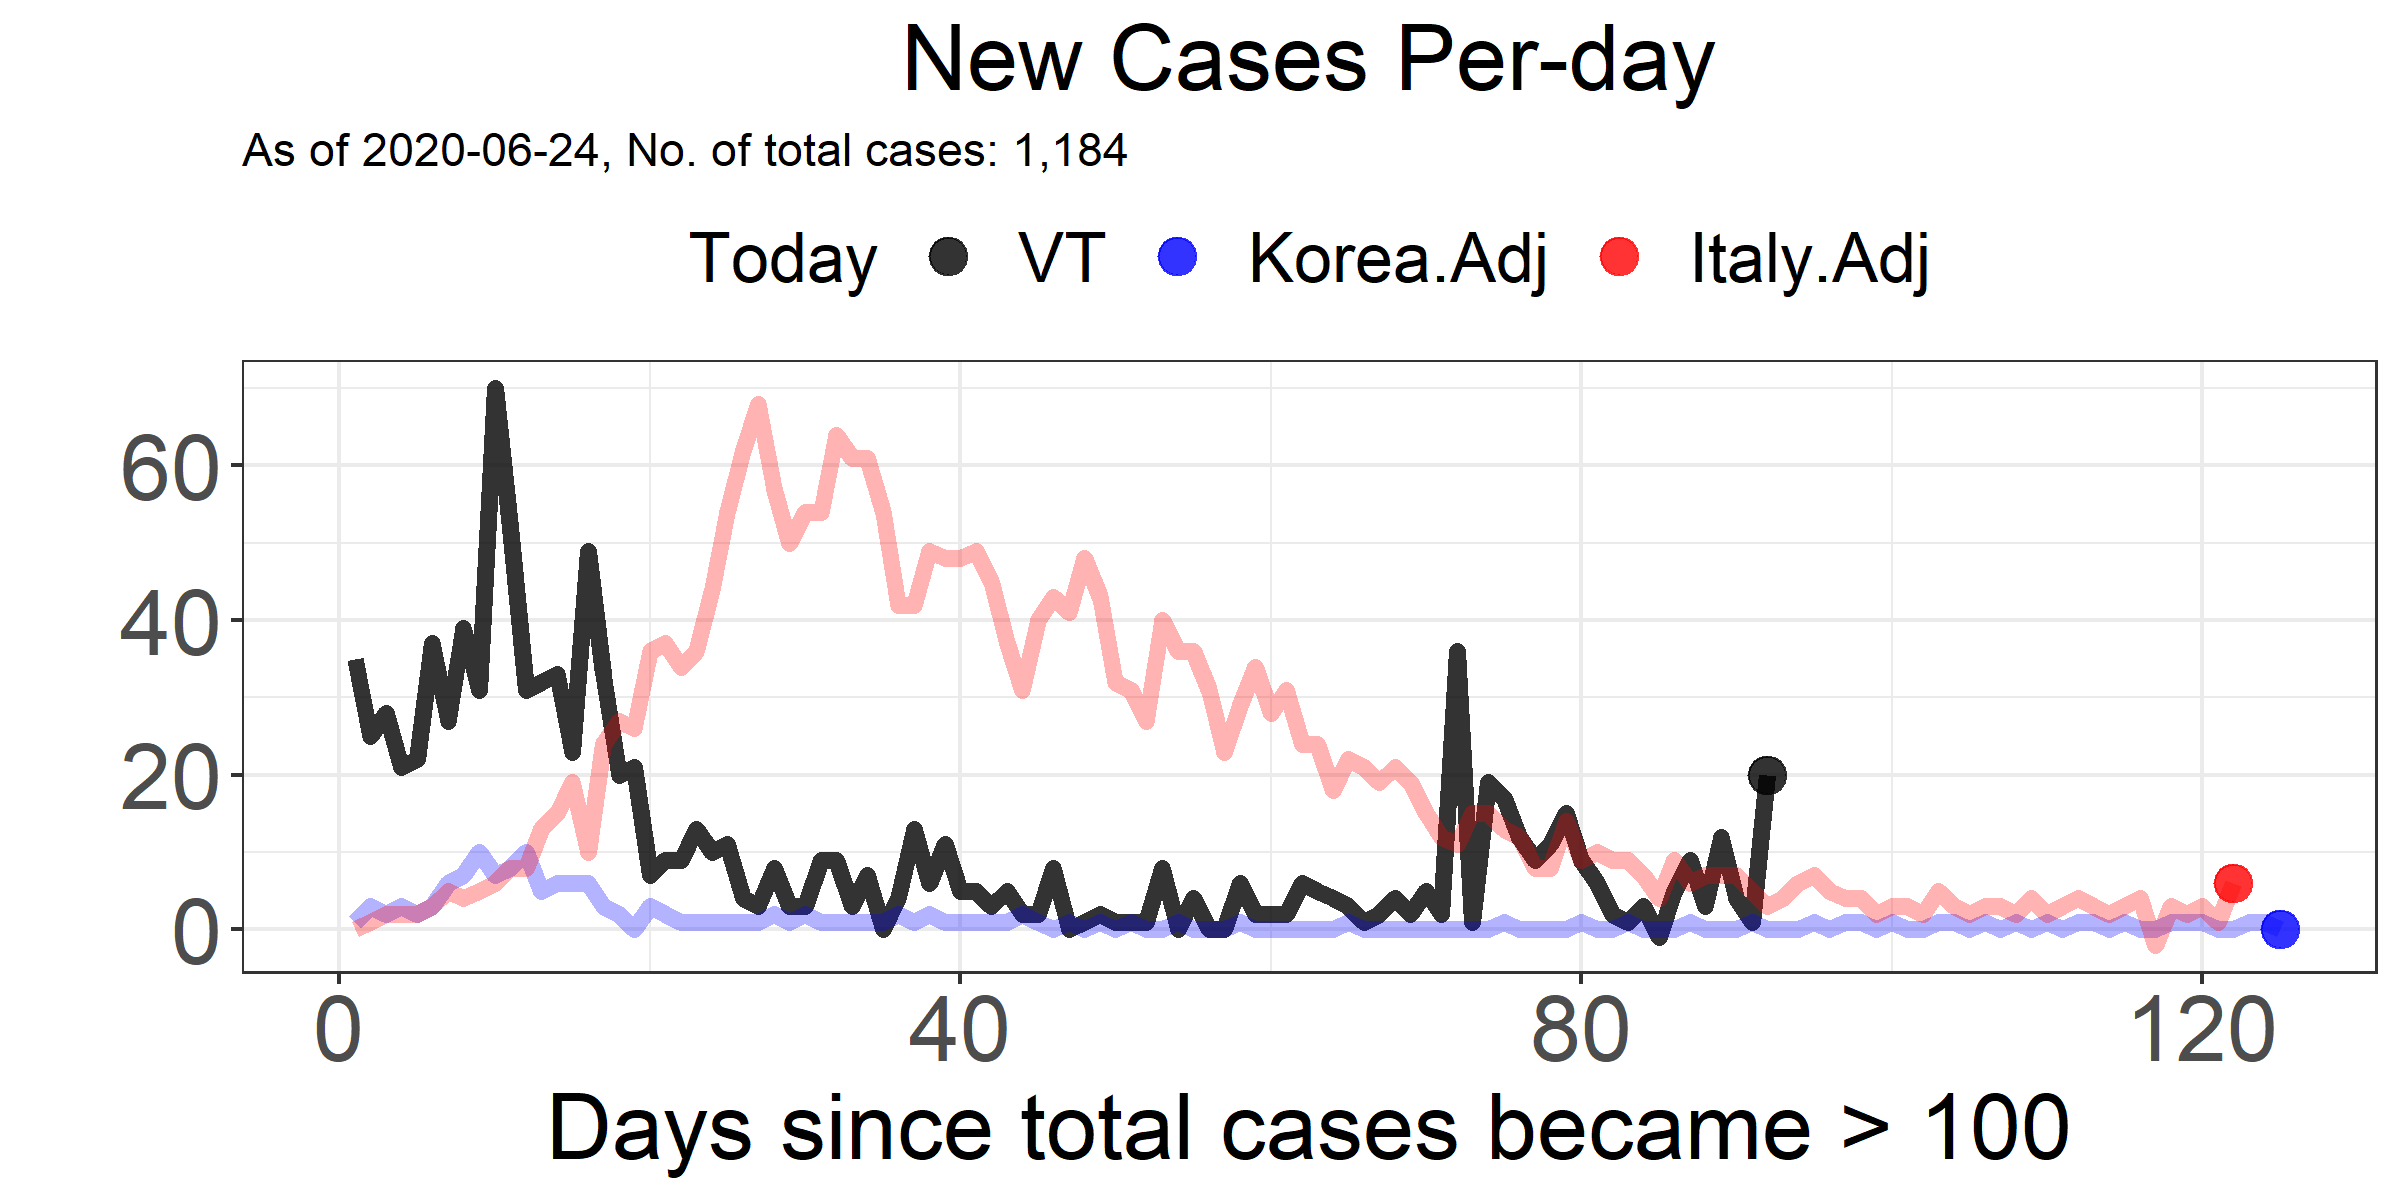 New Cases Per-day
As of 2020-06-24, No. of total cases: 1,184
Today VT Korea.Adj Italy.Adj
60
40
20
0
0 40 80 120
Days since total cases became > 100